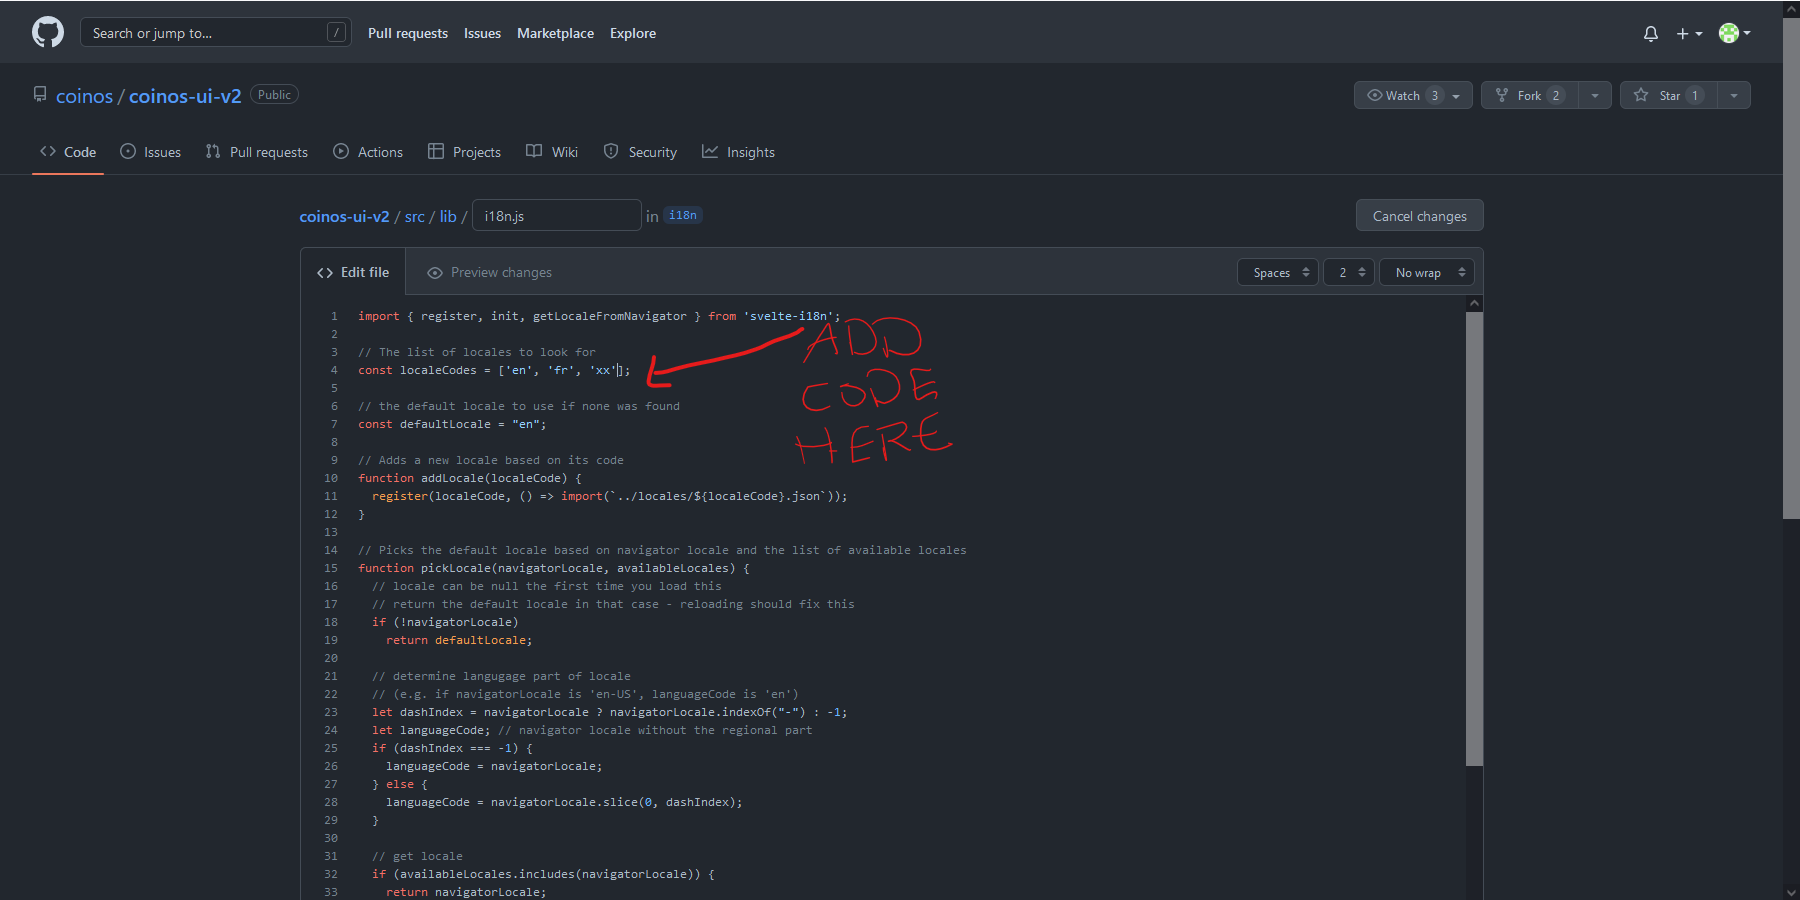 Search or jump to... /
Pull requests Issues Marketplace Explore
coinos / coinos-ui-v2 Public
Watch 3 Fork 2 Star 1
<> Code Issues Pull requests Actions Projects Wiki Security Insights
coinos-ui-v2 / src / lib / i18n.js in i18n
Cancel changes
<> Edit file Preview changes
Spaces 2 No wrap
1 import { register, init, getLocaleFromNavigator } from 'svelte-i18n';
2
3 // The list of locales to look for
4 const localeCodes = ['en', 'fr', 'xx'];
5
6 // the default locale to use if none was found
7 const defaultLocale = "en";
8
9 // Adds a new locale based on its code
10 function addLocale(localeCode) {
11 register(localeCode, () => import(`../locales/${localeCode}.json`));
12 }
13
14 // Picks the default locale based on navigator locale and the list of available locales
15 function pickLocale(navigatorLocale, availableLocales) {
16 // locale can be null the first time you load this
17 // return the default locale in that case - reloading should fix this
18 if (!navigatorLocale)
19 return defaultLocale;
20
21 // determine langugage part of locale
22 // (e.g. if navigatorLocale is 'en-US', languageCode is 'en')
23 let dashIndex = navigatorLocale ? navigatorLocale.indexOf("-") : -1;
24 let languageCode; // navigator locale without the regional part
25 if (dashIndex === -1) {
26 languageCode = navigatorLocale;
27 } else {
28 languageCode = navigatorLocale.slice(0, dashIndex);
29 }
30
31 // get locale
32 if (availableLocales.includes(navigatorLocale)) {
33 return navigatorLocale;
ADD
CODE
HERE